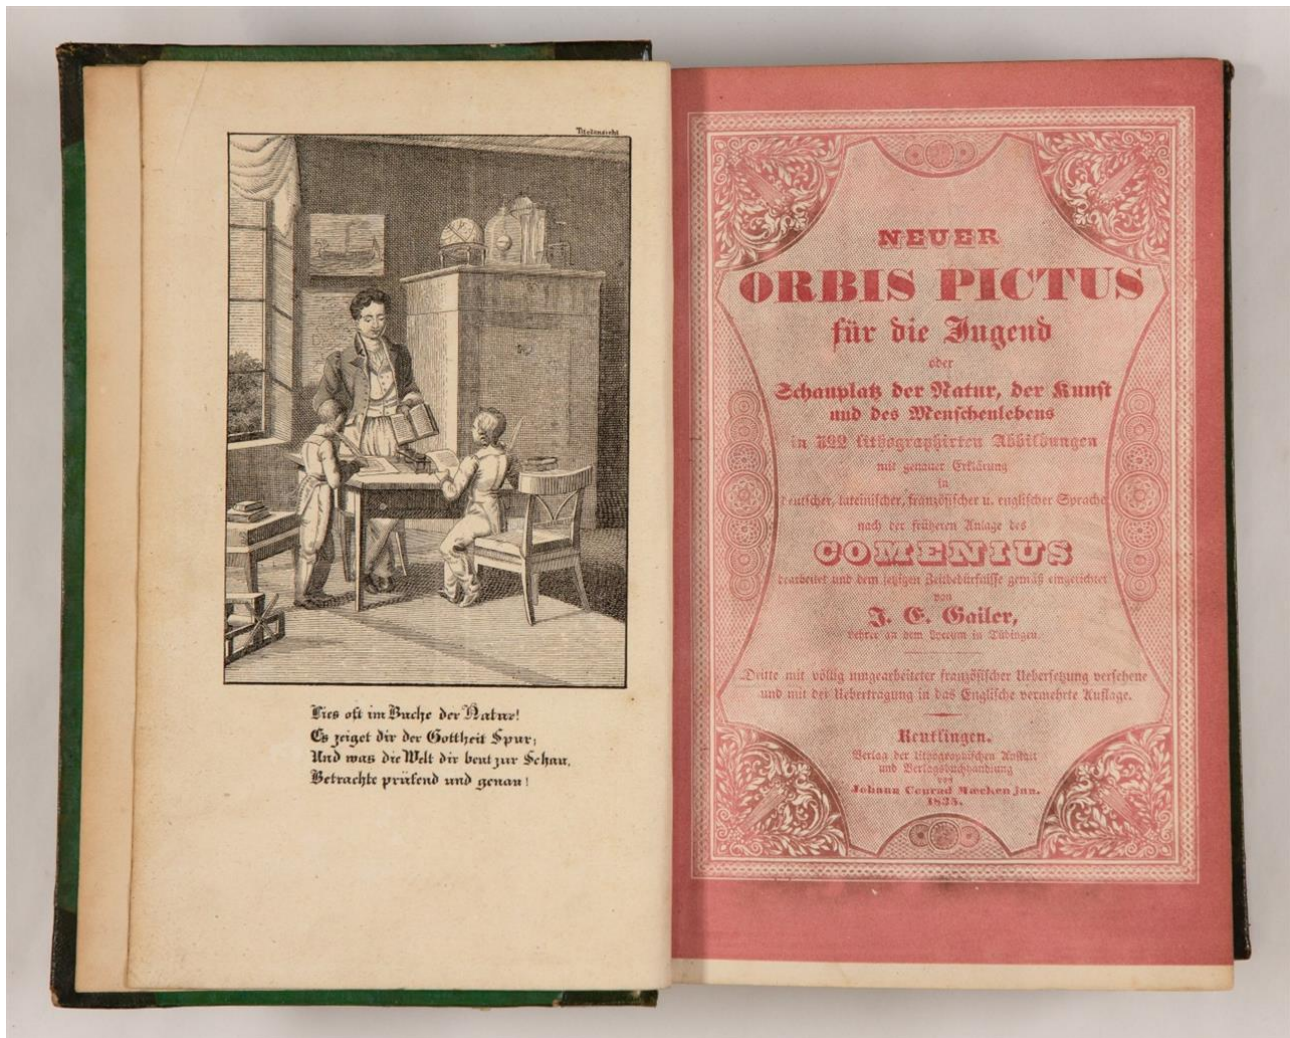 Titelansicht
Lies oft im Buche der Natur!
Es zeiget dir der Gottheit Spur;
Und was die Welt dir beut zur Schau,
Betrachte prüfend und genau!
NEUER
ORBIS PICTUS
für die Jugend
oder
Schauplatz der Natur, der Kunst
und des Menschenlebens
in 322 lithographirten Abbildungen
mit genauer Erklärung
in
deutscher, lateinischer, französischer u. englischer Sprache
nach der früheren Anlage des
COMENIUS
bearbeitet und dem jetzigen Zeitbedürfnisse gemäß eingerichtet
von
J. E. Gailer,
Lehrer an dem Lyceum in Tübingen.
Dritte mit völlig umgearbeiteter französischer Uebersetzung versehene
und mit der Uebertragung in das Englische vermehrte Auflage.
Reutlingen.
Verlag der lithographischen Anstalt
und Verlagsbuchhandlung
von
Johann Conrad Mæcken jun.
1835.